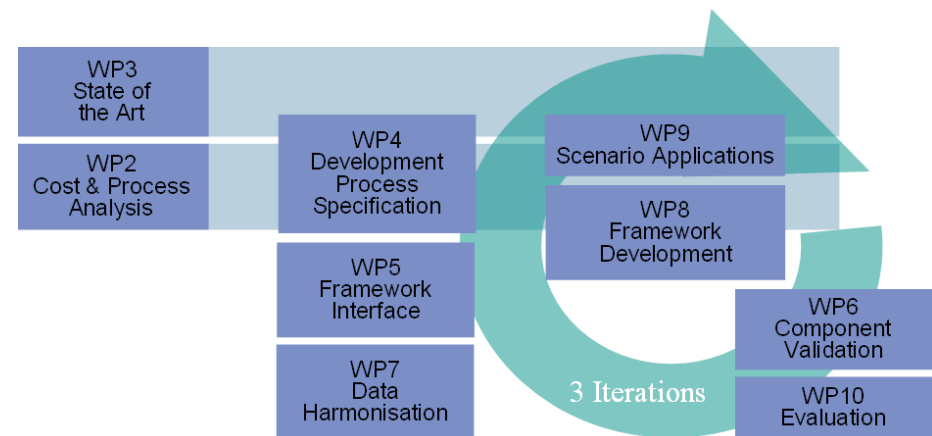 WP3
State of
the Art
WP2
Cost & Process
Analysis
WP4
Development
Process
Specification
WP5
Framework
Interface
WP7
Data
Harmonisation
WP9
Scenario Applications
WP8
Framework
Development
3 Iterations
WP6
Component
Validation
WP10
Evaluation